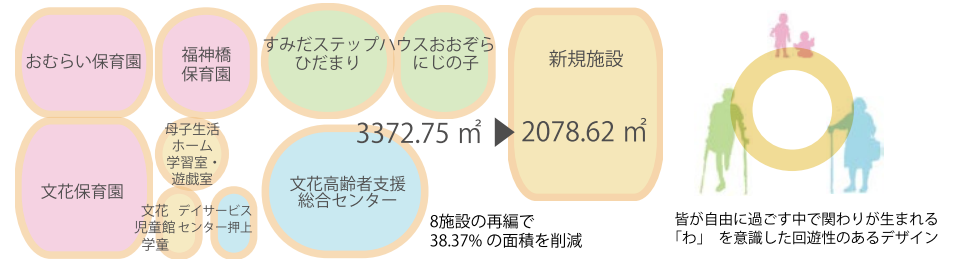 おむらい保育園
福神橋
保育園
すみだステップハウスおおぞら
ひだまり
にじの子
新規施設
母子生活
ホーム
学習室・
遊戯室
文花保育園
文花
児童館
学童
デイサービス
センター押上
文花高齢者支援
総合センター
3372.75 ㎡
2078.62 ㎡
8施設の再編で
38.37% の面積を削減
皆が自由に過ごす中で関わりが生まれる
「わ」 を意識した回遊性のあるデザイン